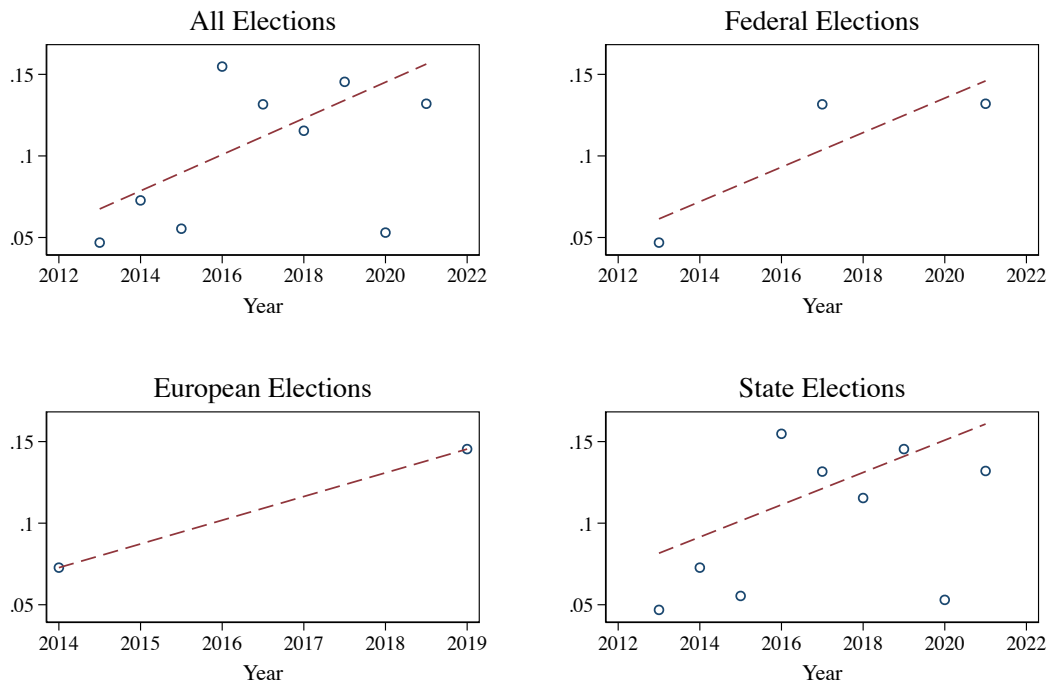 All Elections
.15
.1
.05
2012 2014 2016 2018 2020 2022
Year
Federal Elections
.15
.1
.05
2012 2014 2016 2018 2020 2022
Year
European Elections
.15
.1
.05
2014 2015 2016 2017 2018 2019
Year
State Elections
.15
.1
.05
2012 2014 2016 2018 2020 2022
Year